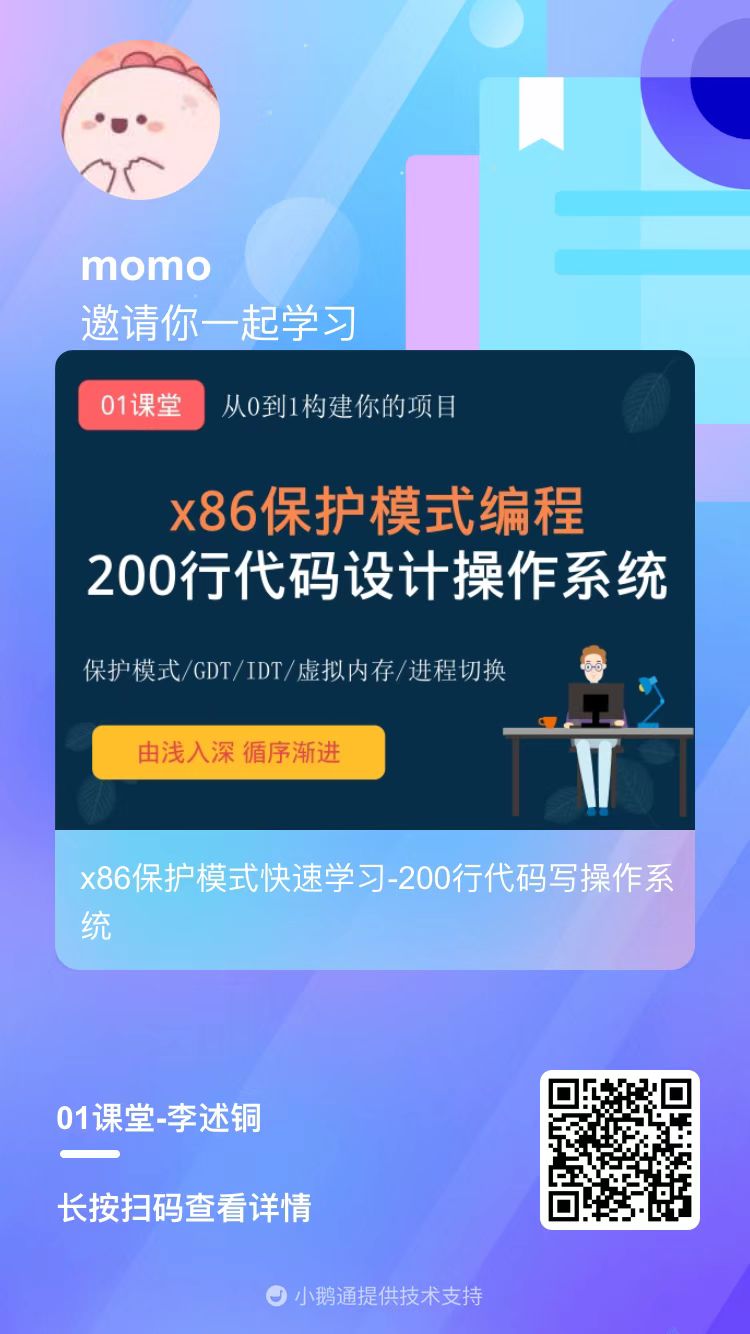 momo
邀请你一起学习
01课堂
从0到1构建你的项目
x86保护模式编程
200行代码设计操作系统
保护模式/GDT/IDT/虚拟内存/进程切换
由浅入深 循序渐进
x86保护模式快速学习-200行代码写操作系
统
01课堂-李述铜
长按扫码查看详情
小鹅通提供技术支持